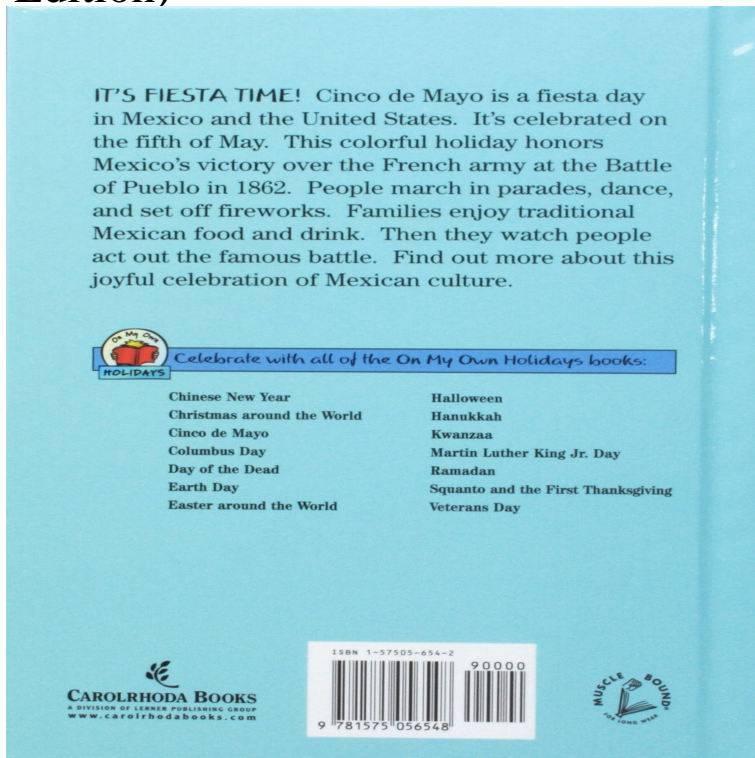 Edition)
IT'S FIESTA TIME! Cinco de Mayo is a fiesta day
in Mexico and the United States. It's celebrated on
the fifth of May. This colorful holiday honors
Mexico's victory over the French army at the Battle
of Pueblo in 1862. People march in parades, dance,
and set off fireworks. Families enjoy traditional
Mexican food and drink. Then they watch people
act out the famous battle. Find out more about this
joyful celebration of Mexican culture.
On My Own
HOLIDAYS
Celebrate with all of the On My Own Holidays books:
Chinese New Year
Christmas around the World
Cinco de Mayo
Columbus Day
Day of the Dead
Earth Day
Easter around the World
Halloween
Hanukkah
Kwanzaa
Martin Luther King Jr. Day
Ramadan
Squanto and the First Thanksgiving
Veterans Day
CAROLRHODA BOOKS
A DIVISION OF LERNER PUBLISHING GROUP
www.carolrhodabooks.com
ISBN 1-57505-654-2
90000
9 781575 056548
MUSCLE BOUND
FOR LONG WEAR